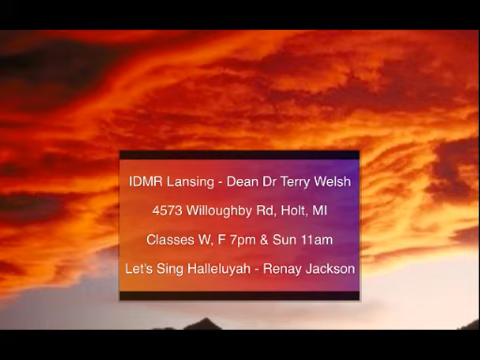 IDMR Lansing - Dean Dr Terry Welsh
4573 Willoughby Rd, Holt, MI
Classes W, F 7pm & Sun 11am
Let's Sing Halleluyah - Renay Jackson